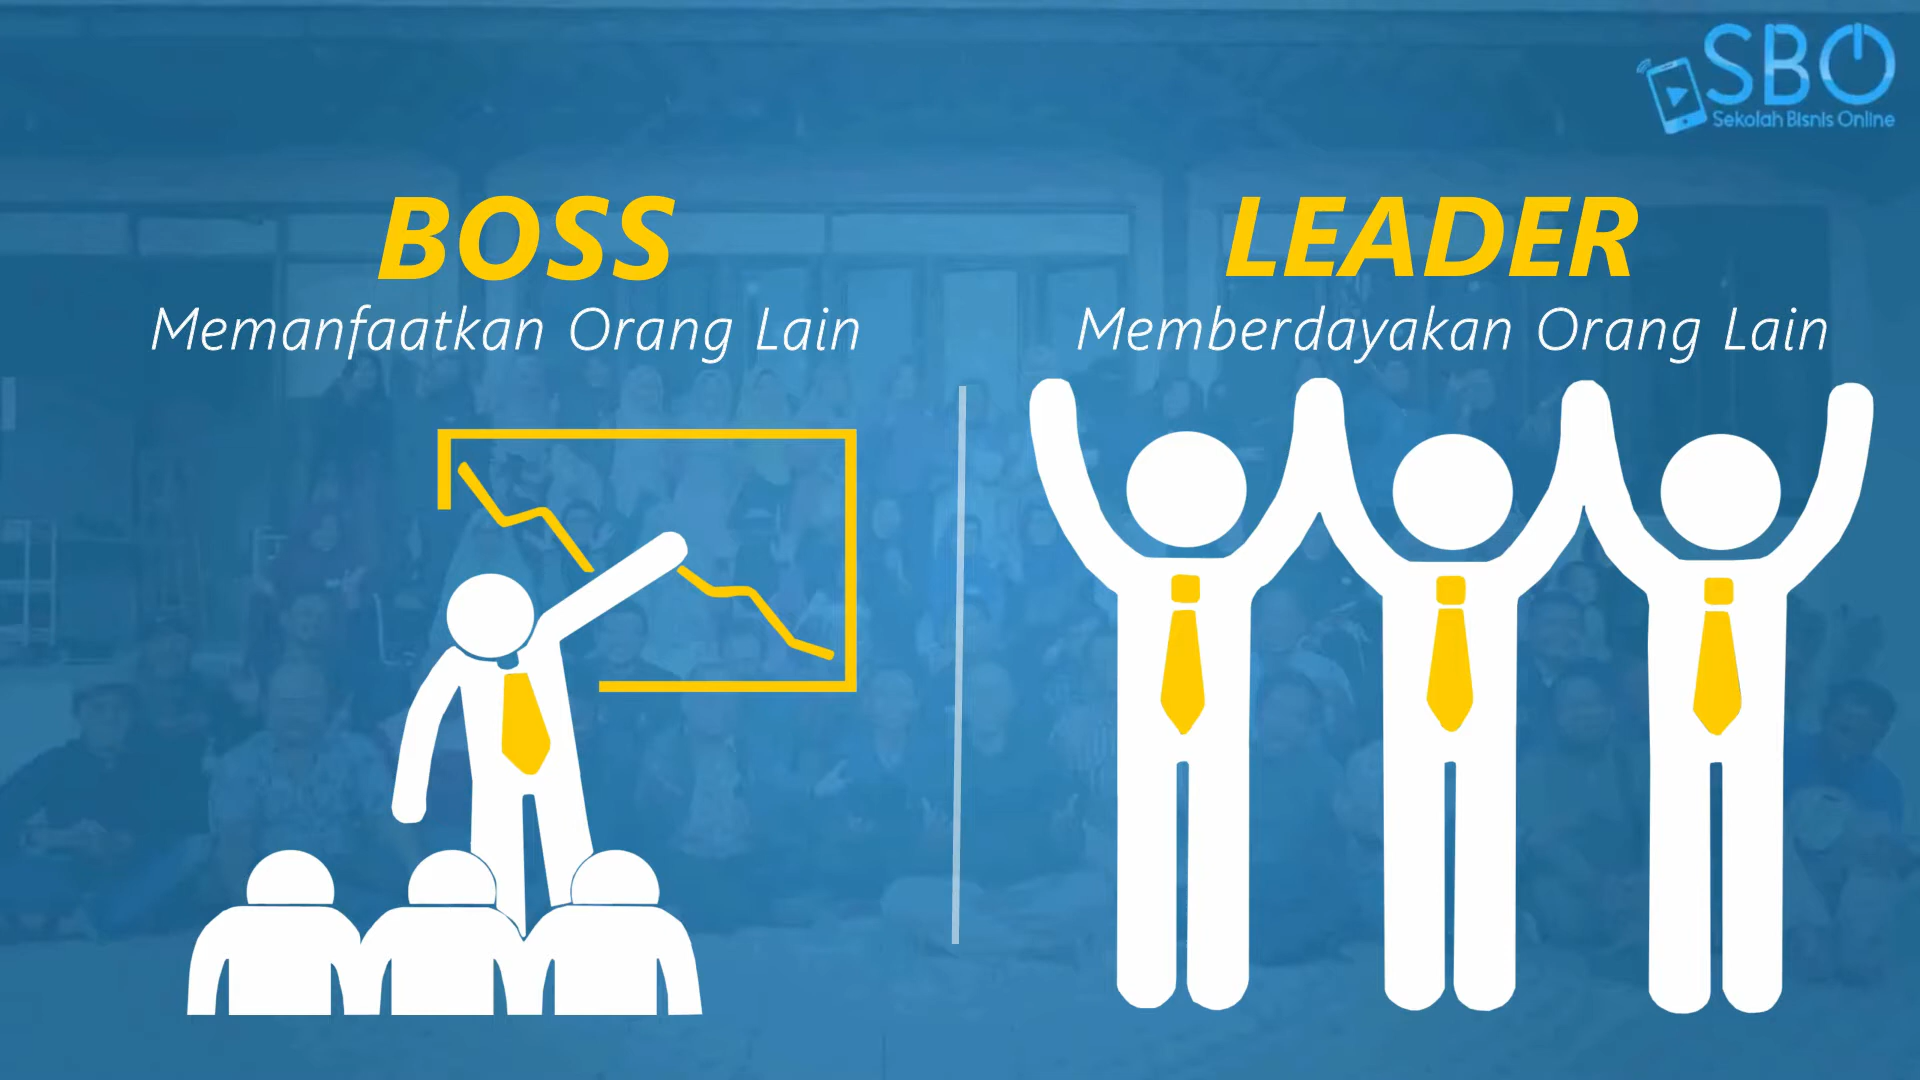 SBO
Sekolah Bisnis Online
BOSS
Memanfaatkan Orang Lain
LEADER
Memberdayakan Orang Lain